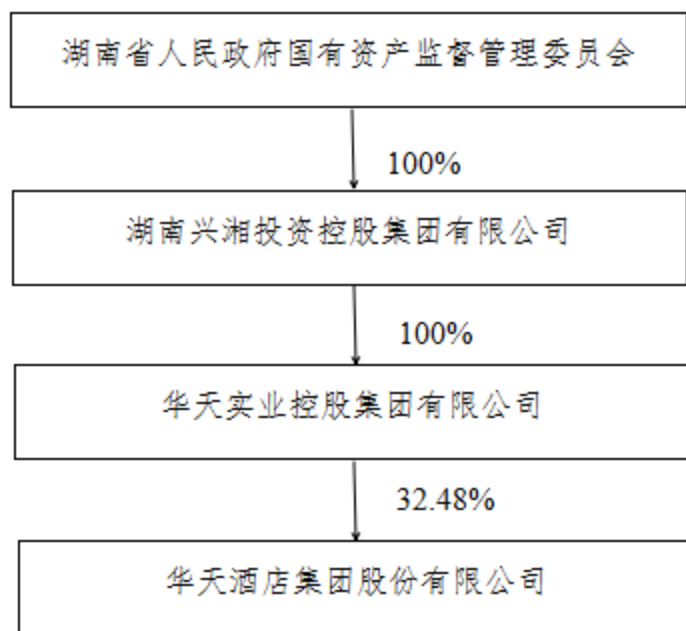 湖南省人民政府国有资产监督管理委员会
100%
湖南兴湘投资控股集团有限公司
100%
华天实业控股集团有限公司
32.48%
华天酒店集团股份有限公司